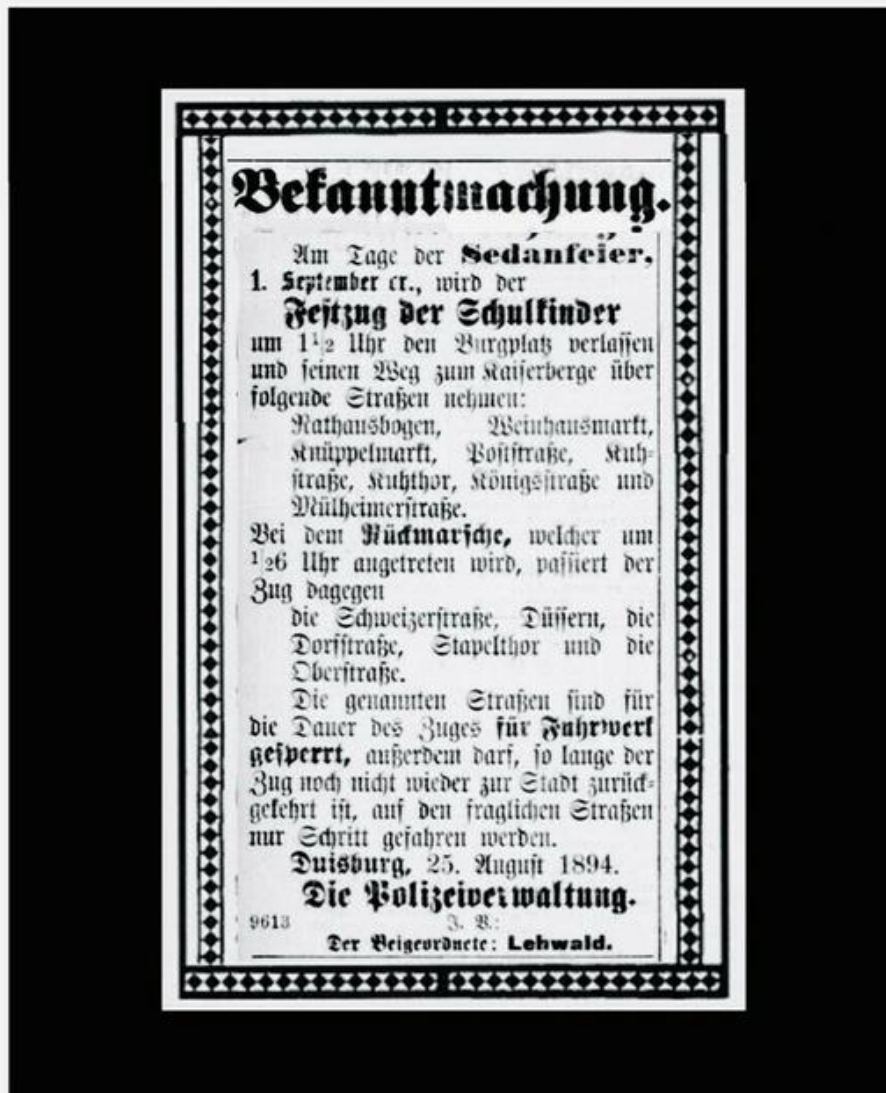 Bekanntmachung.
Am Tage der Sedanfeier,
1. September cr., wird der
Festzug der Schulkinder
um 1½ Uhr den Burgplatz verlassen
und seinen Weg zum Kaiserberge über
folgende Straßen nehmen:
Rathausbogen, Weinhausmarkt,
Knüppelmarkt, Poststraße, Kuh-
straße, Kuhthor, Königsstraße und
Mülheimerstraße.
Bei dem Rückmarsche, welcher um
½6 Uhr angetreten wird, passiert der
Zug dagegen
die Schweizerstraße, Düssern, die
Dorfstraße, Stapelthor und die
Oberstraße.
Die genannten Straßen sind für
die Dauer des Zuges für Fuhrwerk
gesperrt, außerdem darf, so lange der
Zug noch nicht wieder zur Stadt zurück-
gekehrt ist, auf den fraglichen Straßen
nur Schritt gefahren werden.
Duisburg, 25. August 1894.
Die Polizeiverwaltung.
9613 J. V.:
Der Beigeordnete: Lehwald.